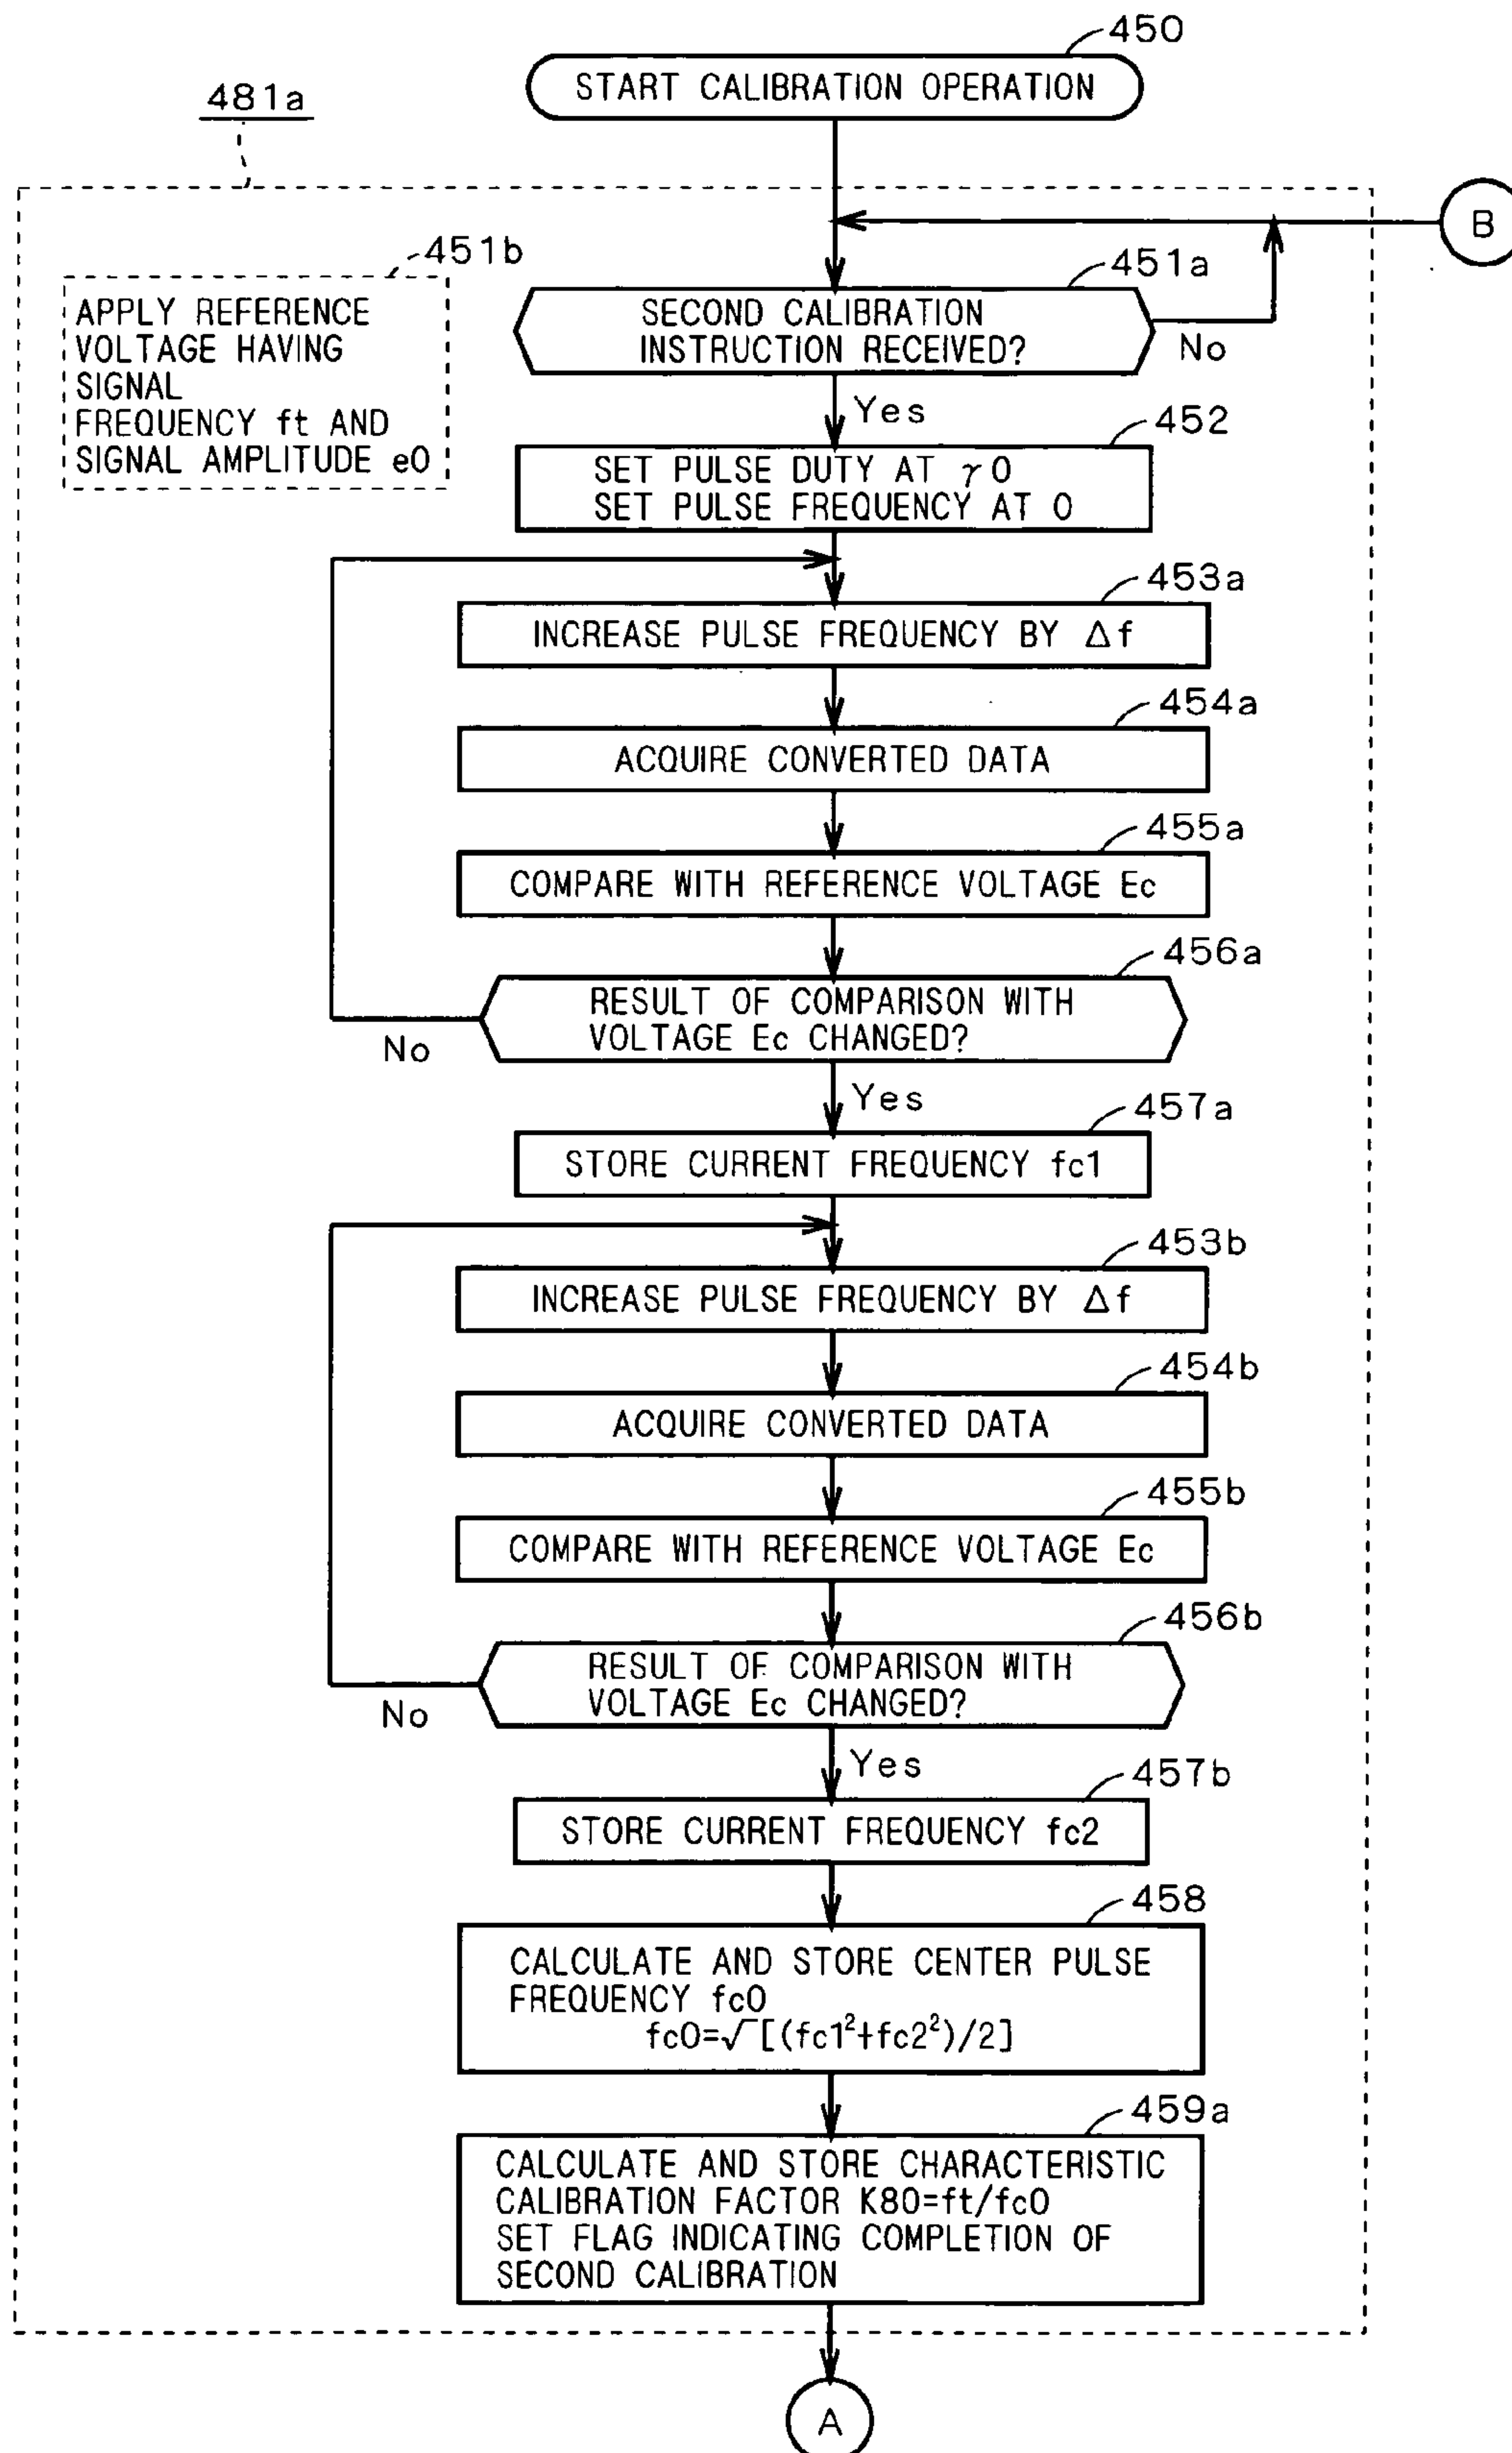 450
START CALIBRATION OPERATION
481a
B
451b
APPLY REFERENCE
VOLTAGE HAVING
SIGNAL
FREQUENCY ft AND
SIGNAL AMPLITUDE e0
451a
SECOND CALIBRATION
INSTRUCTION RECEIVED?
No
Yes
452
SET PULSE DUTY AT γ0
SET PULSE FREQUENCY AT 0
453a
INCREASE PULSE FREQUENCY BY Δf
454a
ACQUIRE CONVERTED DATA
455a
COMPARE WITH REFERENCE VOLTAGE Ec
456a
RESULT OF COMPARISON WITH
VOLTAGE Ec CHANGED?
No
Yes
457a
STORE CURRENT FREQUENCY fc1
453b
INCREASE PULSE FREQUENCY BY Δf
454b
ACQUIRE CONVERTED DATA
455b
COMPARE WITH REFERENCE VOLTAGE Ec
456b
RESULT OF COMPARISON WITH
VOLTAGE Ec CHANGED?
No
Yes
457b
STORE CURRENT FREQUENCY fc2
458
CALCULATE AND STORE CENTER PULSE
FREQUENCY fc0
fc0=√[(fc1²+fc2²)/2]
459a
CALCULATE AND STORE CHARACTERISTIC
CALIBRATION FACTOR K80=ft/fc0
SET FLAG INDICATING COMPLETION OF
SECOND CALIBRATION
A